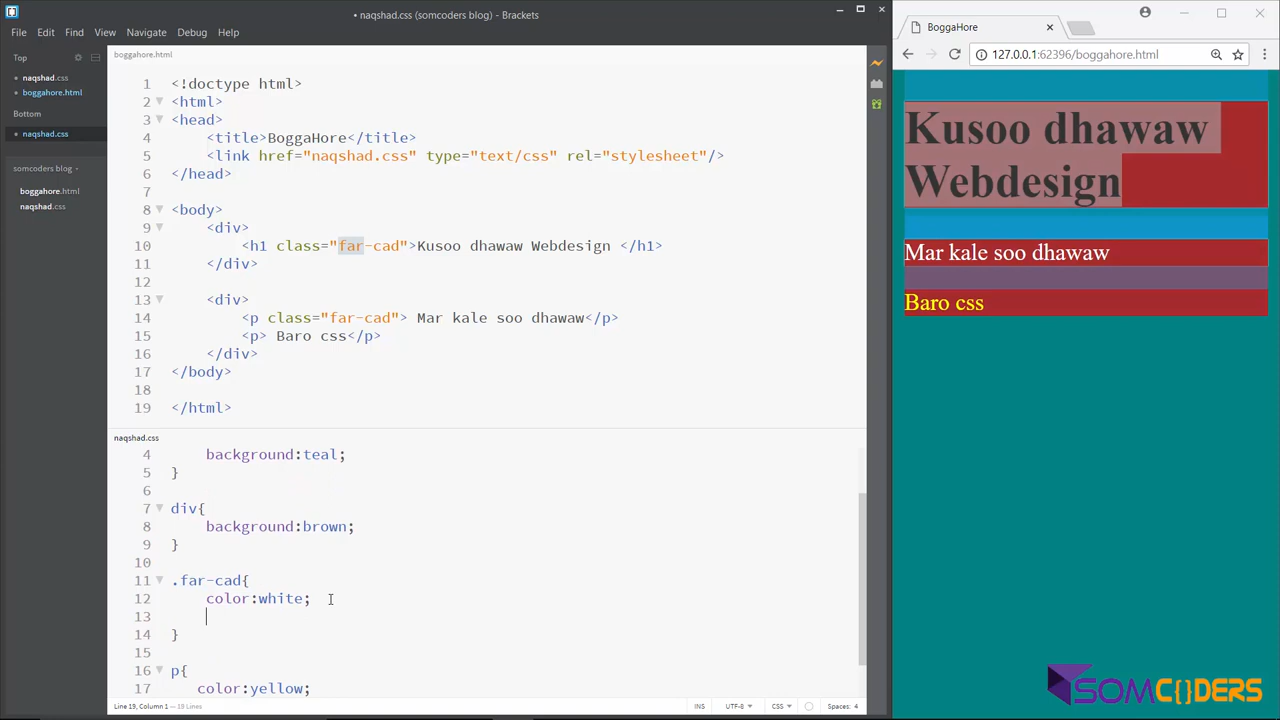 naqshad.css (somcoders blog) - Brackets
File Edit Find View Navigate Debug Help
Top
naqshad.css
boggahore.html
Bottom
naqshad.css
somcoders blog
boggahore.html
naqshad.css
boggahore.html
1 <!doctype html>
2 <html>
3 <head>
4 <title>BoggaHore</title>
5 <link href="naqshad.css" type="text/css" rel="stylesheet"/>
6 </head>
7
8 <body>
9 <div>
10 <h1 class="far-cad">Kusoo dhawaw Webdesign </h1>
11 </div>
12
13 <div>
14 <p class="far-cad"> Mar kale soo dhawaw</p>
15 <p> Baro css</p>
16 </div>
17 </body>
18
19 </html>
naqshad.css
4 background:teal;
5 }
6
7 div{
8 background:brown;
9 }
10
11 .far-cad{
12 color:white;
13
14 }
15
16 p{
17 color:yellow;
Line 13, Column 1 — 19 Lines
INS UTF-8 CSS Spaces: 4
BoggaHore
127.0.0.1:62396/boggahore.html
Kusoo dhawaw
Webdesign
Mar kale soo dhawaw
Baro css
SOMC{}DERS